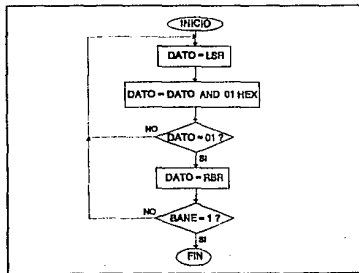 INICIO
DATO = LSR
DATO = DATO AND 01 HEX
NO
DATO = 01 ?
SI
DATO = RBR
NO
BANE = 1 ?
SI
FIN